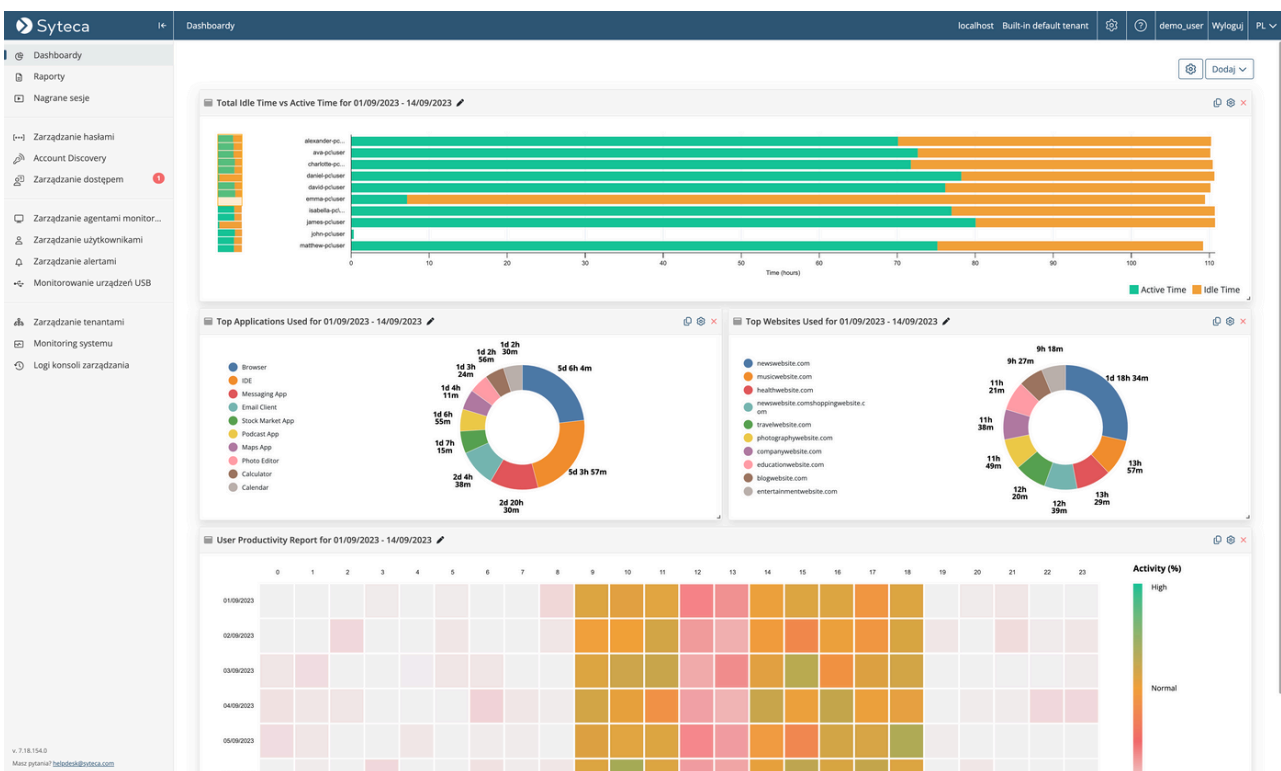 Syteca
Dashboardy
localhost Built-in default tenant demo_user Wyloguj PL
Dashboardy
Raporty
Nagrane sesje
Zarządzanie hasłami
Account Discovery
Zarządzanie dostępem 1
Zarządzanie agentami monitor...
Zarządzanie użytkownikami
Zarządzanie alertami
Monitorowanie urządzeń USB
Zarządzanie tenantami
Monitoring systemu
Logi konsoli zarządzania
v. 7.18.154.0
Masz pytania? helpdesk@syteca.com
Dodaj
Total Idle Time vs Active Time for 01/09/2023 - 14/09/2023
alexander-pc...
ava-pc\user
charlotte-pc...
daniel-pc\user
david-pc\user
emma-pc\user
isabella-pc\...
james-pc\user
john-pc\user
matthew-pc\user
0 10 20 30 40 50 60 70 80 90 100 110
Time (hours)
Active Time Idle Time
Top Applications Used for 01/09/2023 - 14/09/2023
Browser
IDE
Messaging App
Email Client
Stock Market App
Podcast App
Maps App
Photo Editor
Calculator
Calendar
5d 6h 4m
5d 3h 57m
2d 20h
30m
2d 4h
38m
1d 7h
15m
1d 6h
55m
1d 4h
11m
1d 3h
24m
1d 2h
56m
1d 2h
30m
Top Websites Used for 01/09/2023 - 14/09/2023
newswebsite.com
musicwebsite.com
healthwebsite.com
newswebsite.comshoppingwebsite.c
om
travelwebsite.com
photographywebsite.com
companywebsite.com
educationwebsite.com
blogwebsite.com
entertainmentwebsite.com
1d 18h 34m
13h
57m
13h
29m
12h
39m
12h
20m
11h
49m
11h
38m
11h
21m
9h 27m
9h 18m
User Productivity Report for 01/09/2023 - 14/09/2023
0 1 2 3 4 5 6 7 8 9 10 11 12 13 14 15 16 17 18 19 20 21 22 23
01/09/2023
02/09/2023
03/09/2023
04/09/2023
05/09/2023
Activity (%)
High
Normal